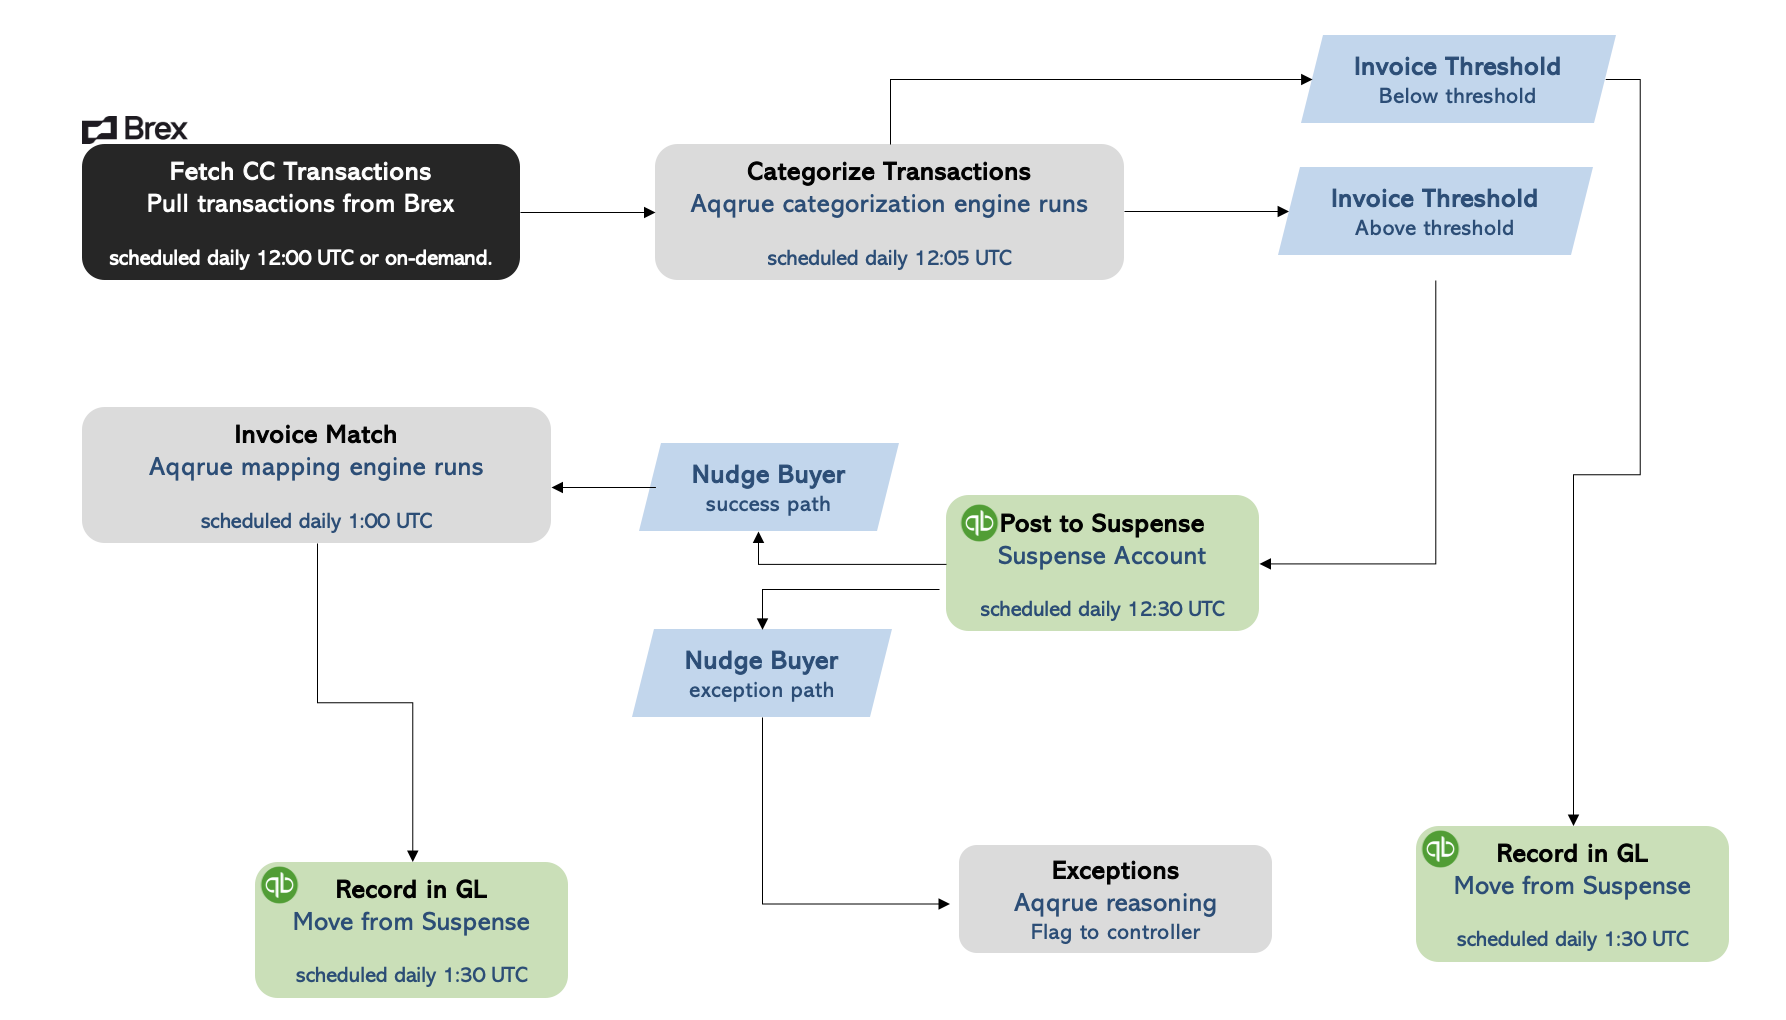 Brex
Fetch CC Transactions
Pull transactions from Brex
scheduled daily 12:00 UTC or on-demand.
Categorize Transactions
Aqqrue categorization engine runs
scheduled daily 12:05 UTC
Invoice Threshold
Below threshold
Invoice Threshold
Above threshold
Invoice Match
Aqqrue mapping engine runs
scheduled daily 1:00 UTC
Nudge Buyer
success path
qb
Post to Suspense
Suspense Account
scheduled daily 12:30 UTC
Nudge Buyer
exception path
qb
Record in GL
Move from Suspense
scheduled daily 1:30 UTC
Exceptions
Aqqrue reasoning
Flag to controller
qb
Record in GL
Move from Suspense
scheduled daily 1:30 UTC